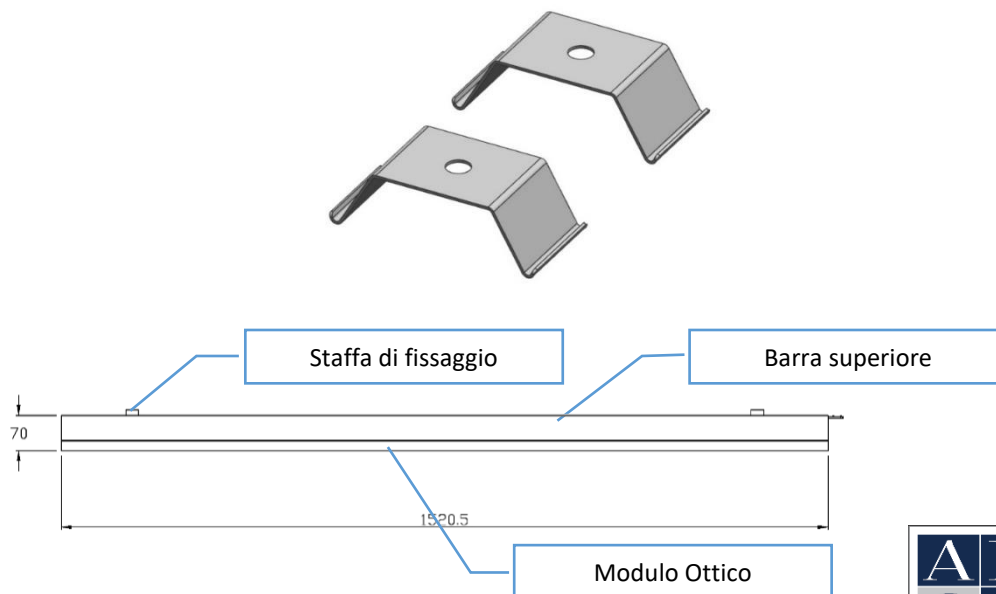 Staffa di fissaggio
Barra superiore
70
1520.5
Modulo Ottico
A